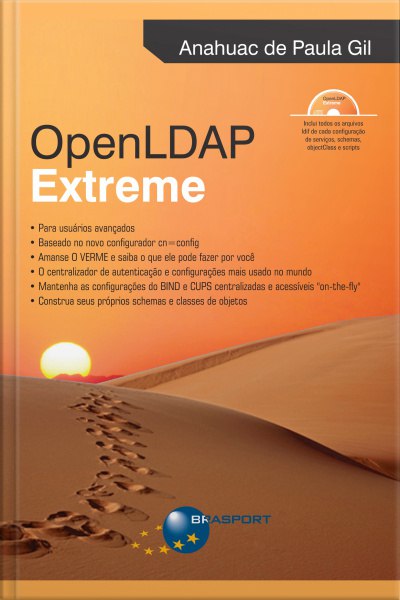 Anahuac de Paula Gil
OpenLDAP
Extreme
Inclui todos os arquivos
ldif de cada configuração
de serviços, schemas,
objectClass e scripts
OpenLDAP
Extreme
• Para usuários avançados
• Baseado no novo configurador cn=config
• Amanse O VERME e saiba o que ele pode fazer por você
• O centralizador de autenticação e configurações mais usado no mundo
• Mantenha as configurações do BIND e CUPS centralizadas e acessíveis "on-the-fly"
• Construa seus próprios schemas e classes de objetos
BRASPORT